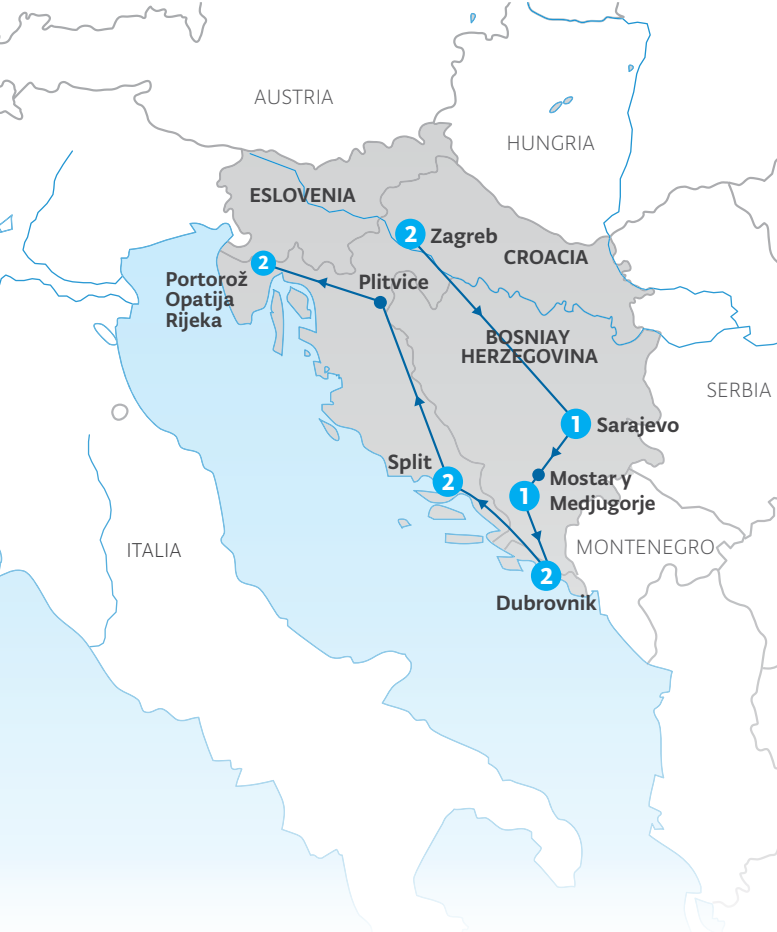 AUSTRIA
HUNGRIA
ESLOVENIA
2 Zagreb
CROACIA
2
Portorož
Opatija
Rijeka
Plitvice
BOSNIAY
HERZEGOVINA
SERBIA
1 Sarajevo
Split
2
Mostar y
Medjugorje
1
ITALIA
MONTENEGRO
2
Dubrovnik